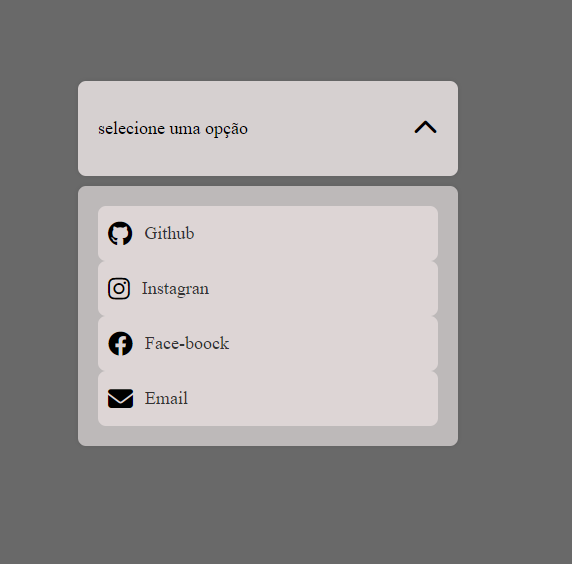 selecione uma opção
Github
Instagran
Face-boock
Email